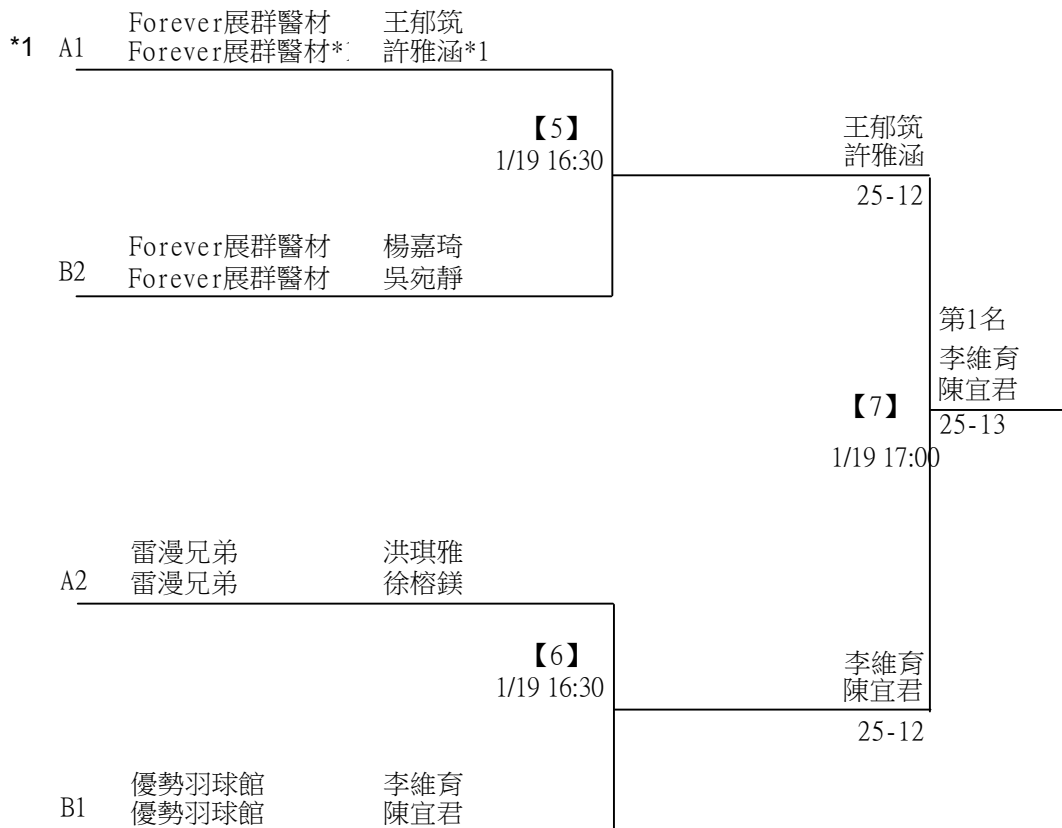 Forever展群醫材 王郁筑
*1 A1 Forever展群醫材*1 許雅涵*1
【5】
1/19 16:30
王郁筑
許雅涵
25-12
Forever展群醫材 楊嘉琦
B2 Forever展群醫材 吳宛靜
第1名
李維育
陳宜君
【7】
25-13
1/19 17:00
雷漫兄弟 洪琪雅
A2 雷漫兄弟 徐榕鎂
【6】
1/19 16:30
李維育
陳宜君
25-12
優勢羽球館 李維育
B1 優勢羽球館 陳宜君